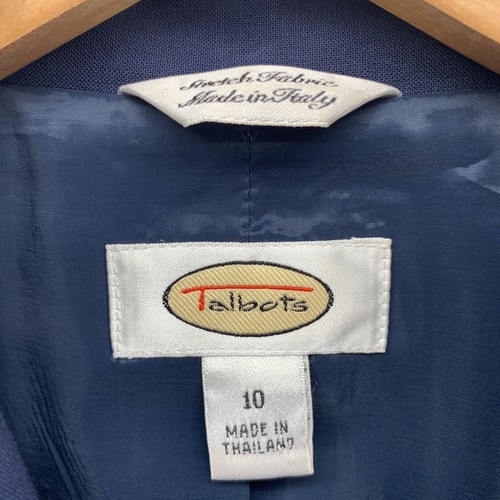 Stretch Fabric
Made in Italy
Talbots
10
MADE IN
THAILAND